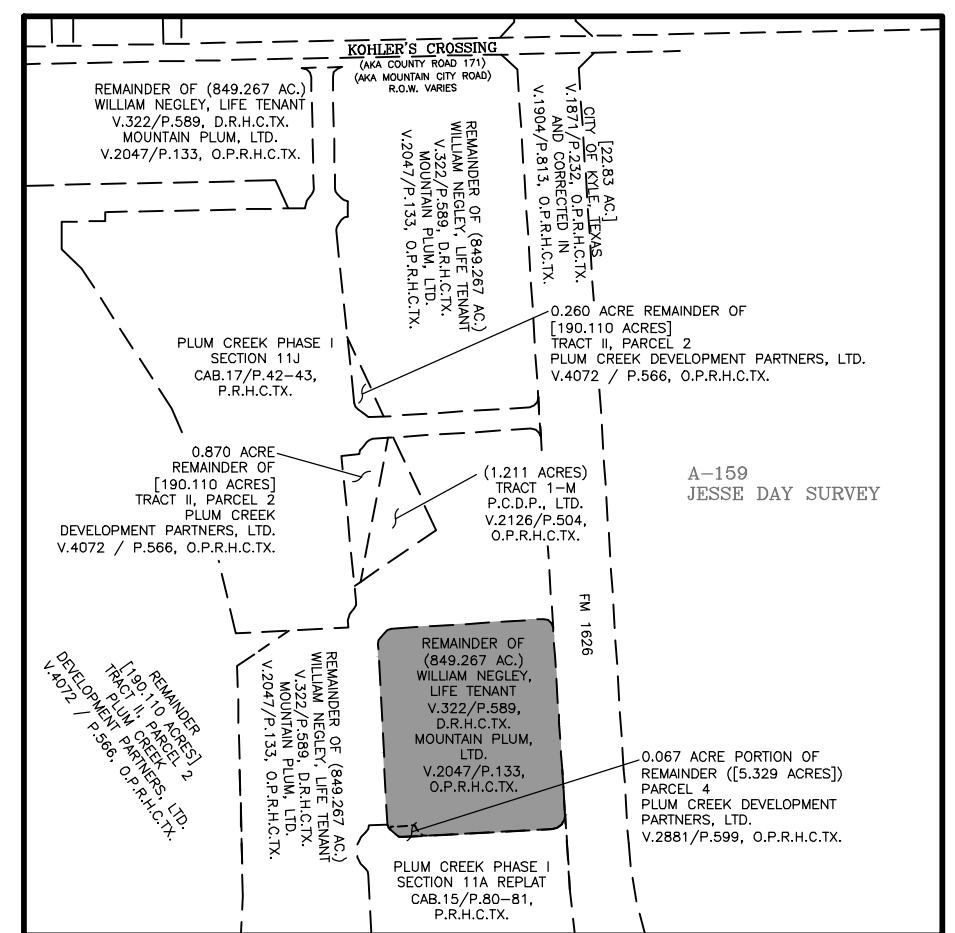 KOHLER'S CROSSING
(AKA COUNTY ROAD 171)
(AKA MOUNTAIN CITY ROAD)
R.O.W. VARIES
REMAINDER OF (849.267 AC.)
WILLIAM NEGLEY, LIFE TENANT
V.322/P.589, D.R.H.C.TX.
MOUNTAIN PLUM, LTD.
V.2047/P.133, O.P.R.H.C.TX.
REMAINDER OF (849.267 AC.)
WILLIAM NEGLEY, LIFE TENANT
V.322/P.589, D.R.H.C.TX.
MOUNTAIN PLUM, LTD.
V.2047/P.133, O.P.R.H.C.TX.
[22.83 AC.]
CITY OF KYLE, TEXAS
V.1871/P.232, O.P.R.H.C.TX.
AND CORRECTED IN
V.1904/P.813, O.P.R.H.C.TX.
0.260 ACRE REMAINDER OF
[190.110 ACRES]
TRACT II, PARCEL 2
PLUM CREEK DEVELOPMENT PARTNERS, LTD.
V.4072 / P.566, O.P.R.H.C.TX.
PLUM CREEK PHASE I
SECTION 11J
CAB.17/P.42-43,
P.R.H.C.TX.
0.870 ACRE
REMAINDER OF
[190.110 ACRES]
TRACT II, PARCEL 2
PLUM CREEK
DEVELOPMENT PARTNERS, LTD.
V.4072 / P.566, O.P.R.H.C.TX.
(1.211 ACRES)
TRACT 1-M
P.C.D.P., LTD.
V.2126/P.504,
O.P.R.H.C.TX.
A-159
JESSE DAY SURVEY
FM 1626
REMAINDER OF
(849.267 AC.)
WILLIAM NEGLEY,
LIFE TENANT
V.322/P.589,
D.R.H.C.TX.
MOUNTAIN PLUM,
LTD.
V.2047/P.133,
O.P.R.H.C.TX.
REMAINDER
[190.110 ACRES]
TRACT II, PARCEL 2
PLUM CREEK
DEVELOPMENT PARTNERS, LTD.
V.4072 / P.566, O.P.R.H.C.TX.
REMAINDER OF (849.267 AC.)
WILLIAM NEGLEY, LIFE TENANT
V.322/P.589, D.R.H.C.TX.
MOUNTAIN PLUM, LTD.
V.2047/P.133, O.P.R.H.C.TX.
0.067 ACRE PORTION OF
REMAINDER ([5.329 ACRES])
PARCEL 4
PLUM CREEK DEVELOPMENT
PARTNERS, LTD.
V.2881/P.599, O.P.R.H.C.TX.
PLUM CREEK PHASE I
SECTION 11A REPLAT
CAB.15/P.80-81,
P.R.H.C.TX.